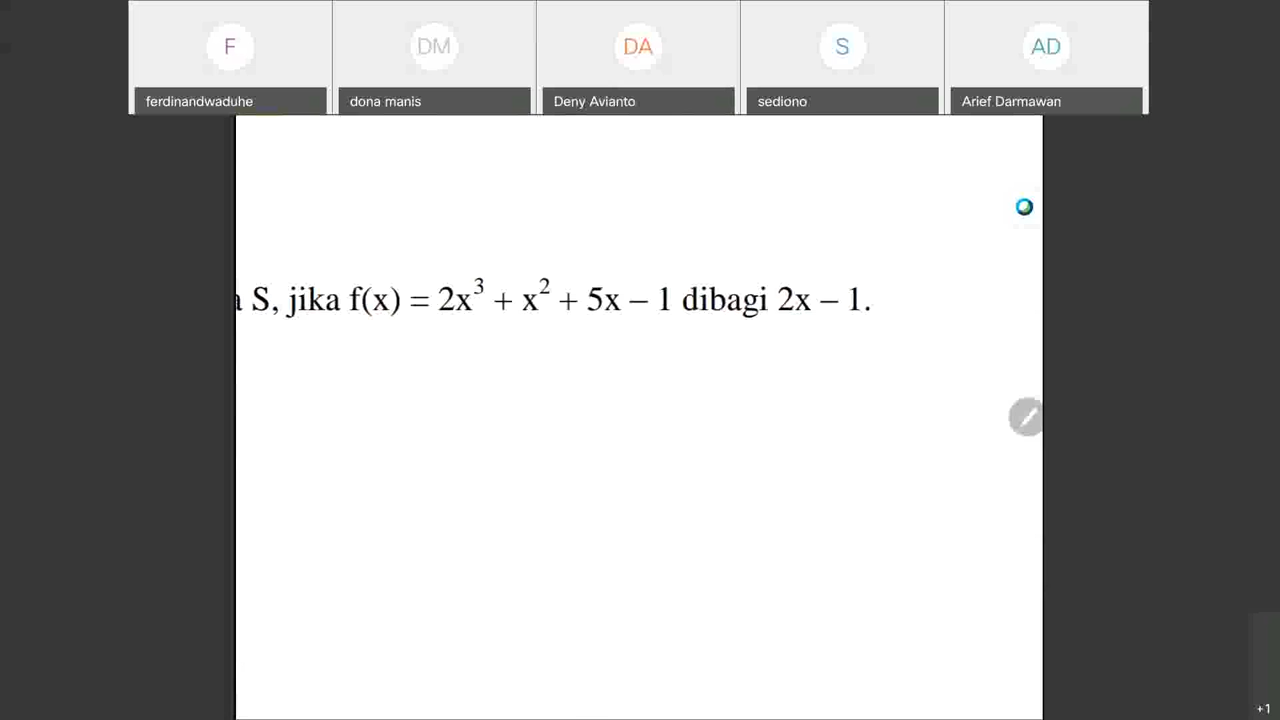 F
DM
DA
S
AD
ferdinandwaduhe
dona manis
Deny Avianto
sediono
Arief Darmawan
S, jika f(x) = 2x³ + x² + 5x – 1 dibagi 2x – 1.
+1